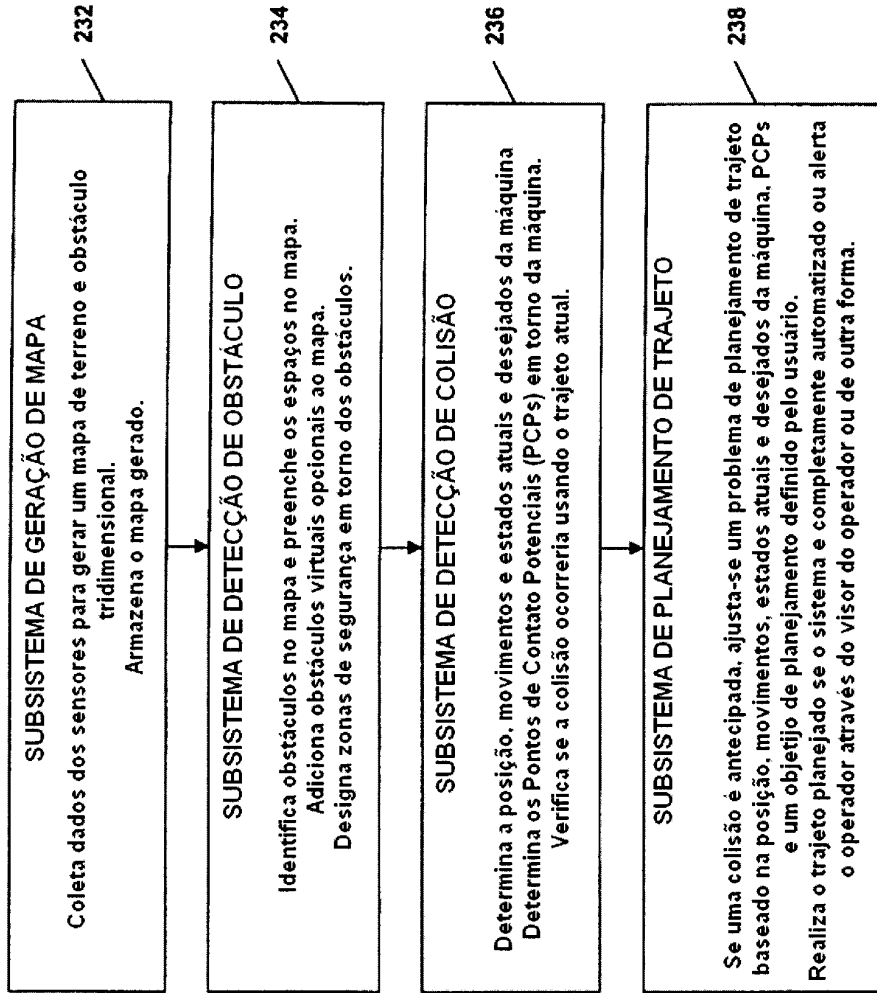 SUBSISTEMA DE GERAÇÃO DE MAPA
Coleta dados dos sensores para gerar um mapa de terreno e obstáculo
tridimensional.
Armazena o mapa gerado.
232
SUBSISTEMA DE DETECÇÃO DE OBSTÁCULO
Identifica obstáculos no mapa e preenche os espaços no mapa.
Adiciona obstáculos virtuais opcionais ao mapa.
Designa zonas de segurança em torno dos obstáculos.
234
SUBSISTEMA DE DETECÇÃO DE COLISÃO
Determina a posição, movimentos e estados atuais e desejados da máquina
Determina os Pontos de Contato Potenciais (PCPs) em torno da máquina.
Verifica se a colisão ocorreria usando o trajeto atual.
236
SUBSISTEMA DE PLANEJAMENTO DE TRAJETO
Se uma colisão é antecipada, ajusta-se um problema de planejamento de trajeto
baseado na posição, movimentos, estados atuais e desejados da máquina, PCPs
e um objetijo de planejamento definido pelo usuário.
Realiza o trajeto planejado se o sistema e completamente automatizado ou alerta
o operador através do visor do operador ou de outra forma.
238